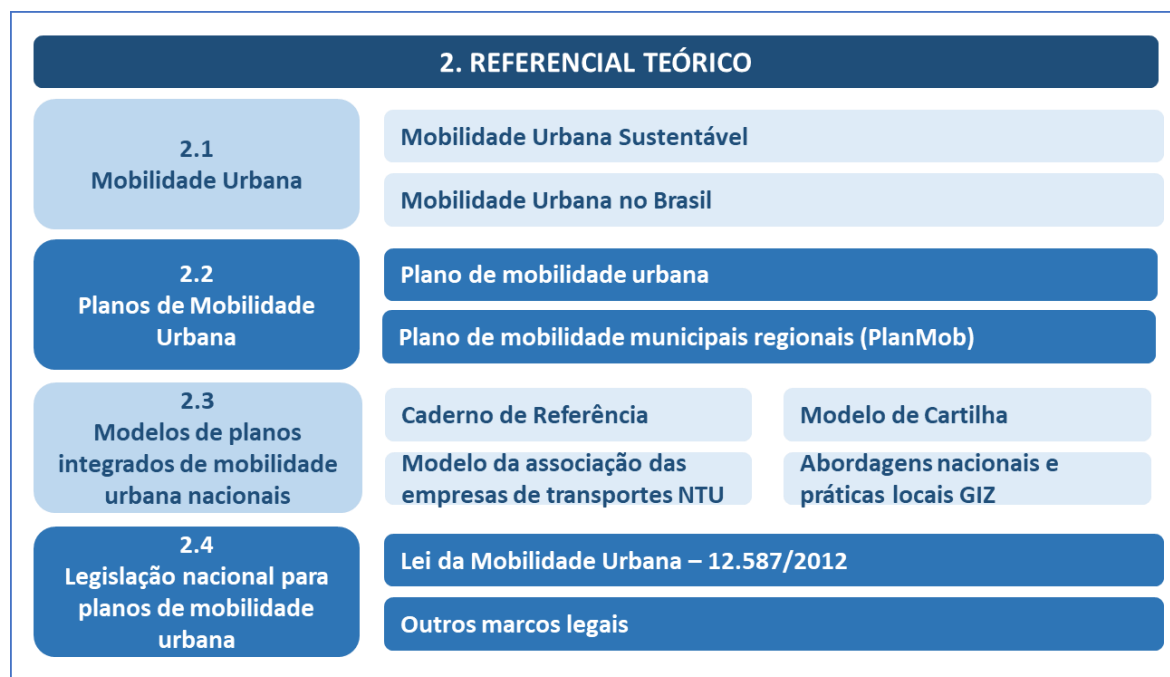 2. REFERENCIAL TEÓRICO
2.1
Mobilidade Urbana
Mobilidade Urbana Sustentável
Mobilidade Urbana no Brasil
2.2
Planos de Mobilidade
Urbana
Plano de mobilidade urbana
Plano de mobilidade municipais regionais (PlanMob)
2.3
Modelos de planos
integrados de mobilidade
urbana nacionais
Caderno de Referência
Modelo de Cartilha
Modelo da associação das
empresas de transportes NTU
Abordagens nacionais e
práticas locais GIZ
2.4
Legislação nacional para
planos de mobilidade
urbana
Lei da Mobilidade Urbana – 12.587/2012
Outros marcos legais